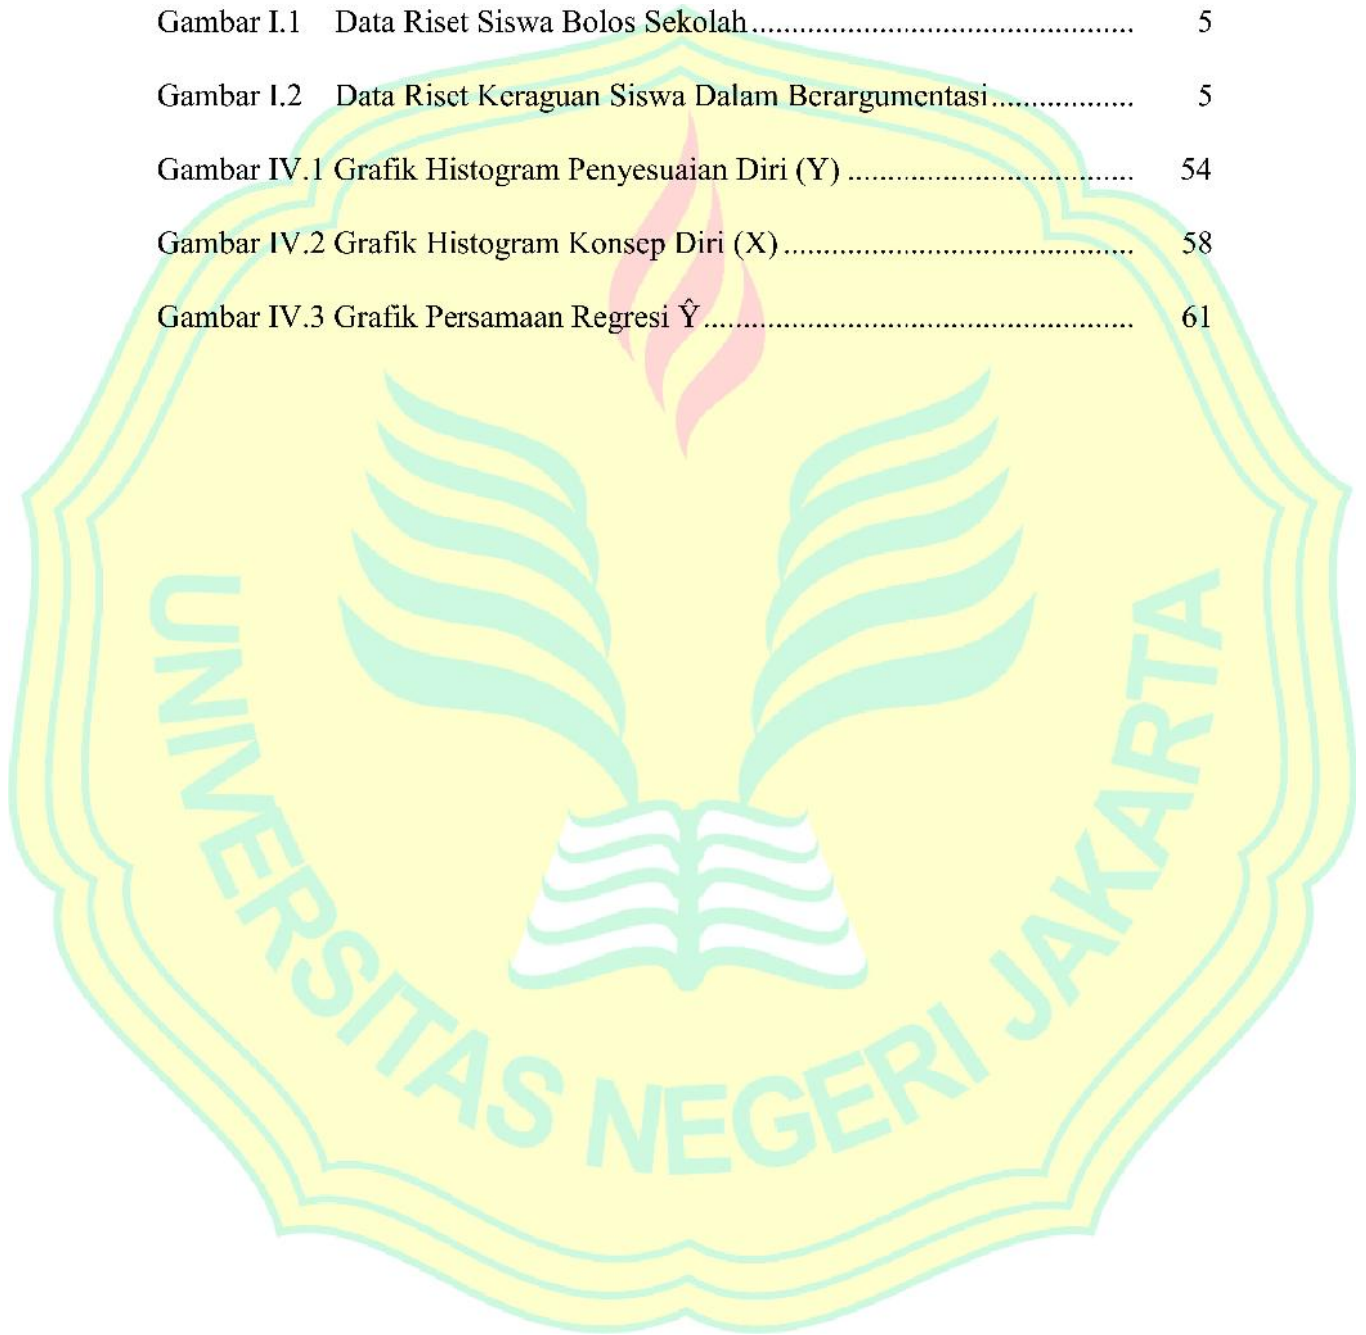 Gambar I.1 Data Riset Siswa Bolos Sekolah............................................ 5
Gambar I.2 Data Riset Keraguan Siswa Dalam Berargumentasi................. 5
Gambar IV.1 Grafik Histogram Penyesuaian Diri (Y) ................................. 54
Gambar IV.2 Grafik Histogram Konsep Diri (X)........................................ 58
Gambar IV.3 Grafik Persamaan Regresi Ŷ................................................. 61
UNIVERSITAS NEGERI JAKARTA